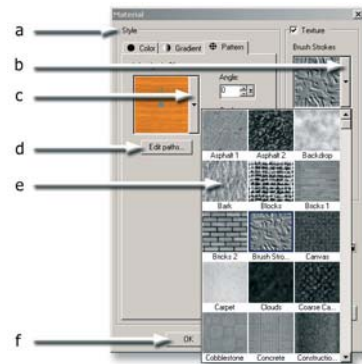 Material
a
Style
Texture
b
Color
Gradient
Pattern
Brush Strokes
c
Angle:
0
d
Edit paths...
Asphalt 1
Asphalt 2
Backdrop
e
Bark
Blocks
Bricks 1
Bricks 2
Brush Stro...
Canvas
Carpet
Clouds
Coarse Ca...
f
OK
Cobblestone
Concrete
Constructio...